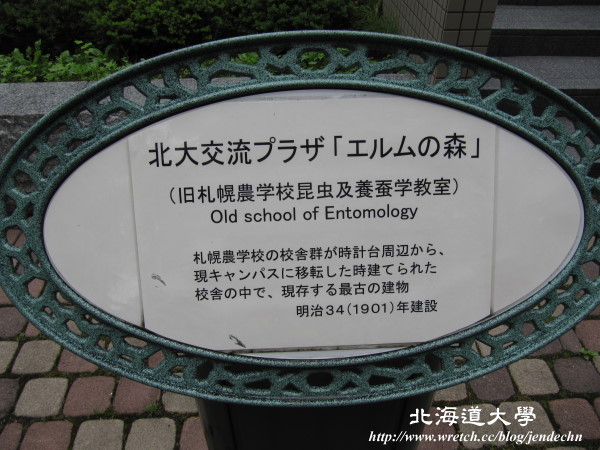 北大交流プラザ「エルムの森」
（旧札幌農学校昆虫及養蚕学教室）
Old school of Entomology
札幌農学校の校舎群が時計台周辺から、
現キャンパスに移転した時建てられた
校舎の中で、現存する最古の建物
明治34(1901)年建設
北海道大學
http://www.wretch.cc/blog/jendechn